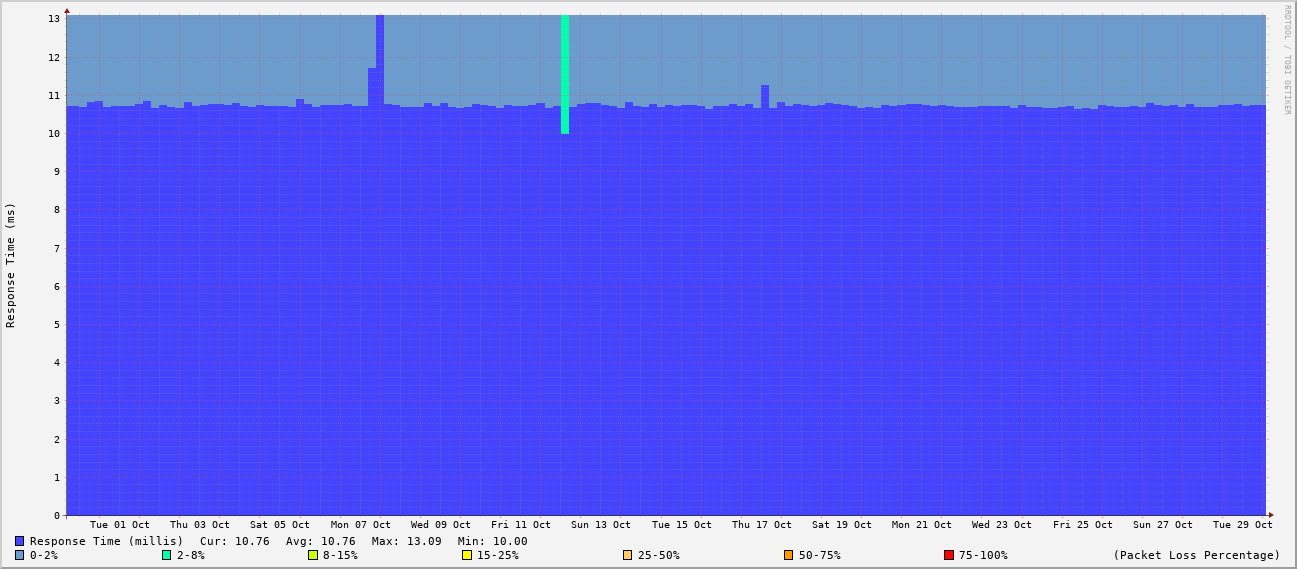 RRDTOOL / TOBI OETIKER
Response Time (ms)
13
12
11
10
9
8
7
6
5
4
3
2
1
0
Tue 01 Oct Thu 03 Oct Sat 05 Oct Mon 07 Oct Wed 09 Oct Fri 11 Oct Sun 13 Oct Tue 15 Oct Thu 17 Oct Sat 19 Oct Mon 21 Oct Wed 23 Oct Fri 25 Oct Sun 27 Oct Tue 29 Oct
Response Time (millis) Cur: 10.76 Avg: 10.76 Max: 13.09 Min: 10.00
0-2% 2-8% 8-15% 15-25% 25-50% 50-75% 75-100% (Packet Loss Percentage)